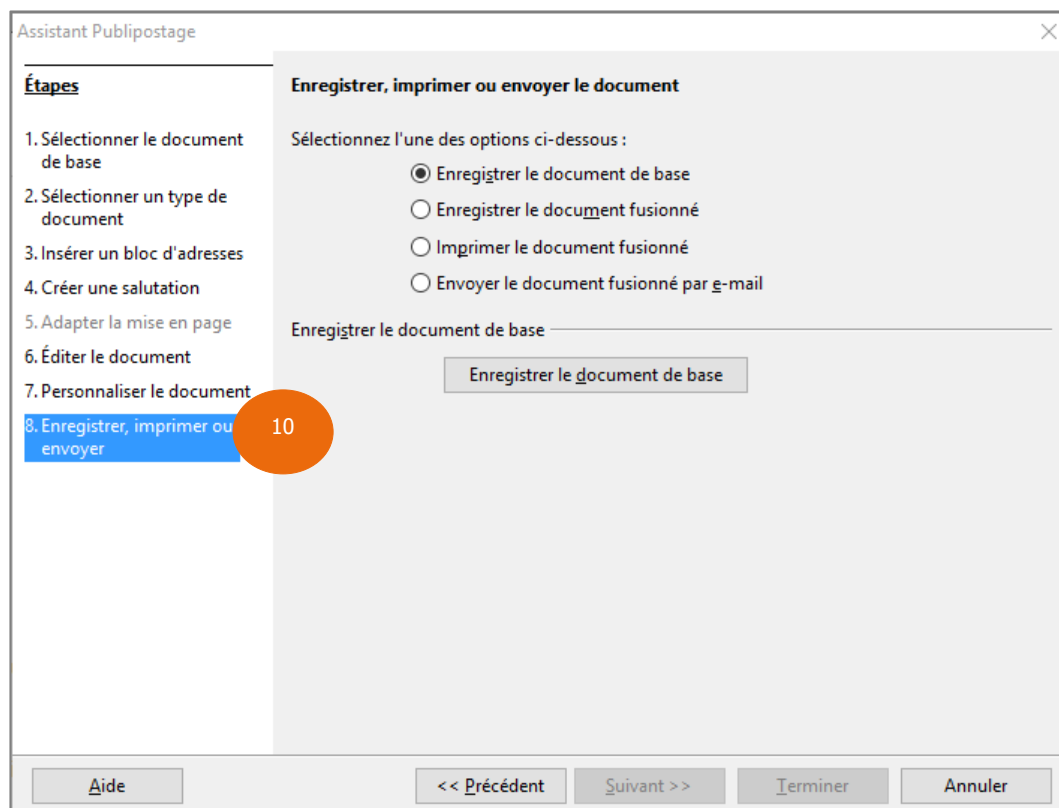 Assistant Publipostage
Étapes
1. Sélectionner le document
de base
2. Sélectionner un type de
document
3. Insérer un bloc d'adresses
4. Créer une salutation
5. Adapter la mise en page
6. Éditer le document
7. Personnaliser le document
8. Enregistrer, imprimer ou
envoyer
10
Enregistrer, imprimer ou envoyer le document
Sélectionnez l'une des options ci-dessous :
Enregistrer le document de base
Enregistrer le document fusionné
Imprimer le document fusionné
Envoyer le document fusionné par e-mail
Enregistrer le document de base
Enregistrer le document de base
Aide
<< Précédent
Suivant >>
Terminer
Annuler